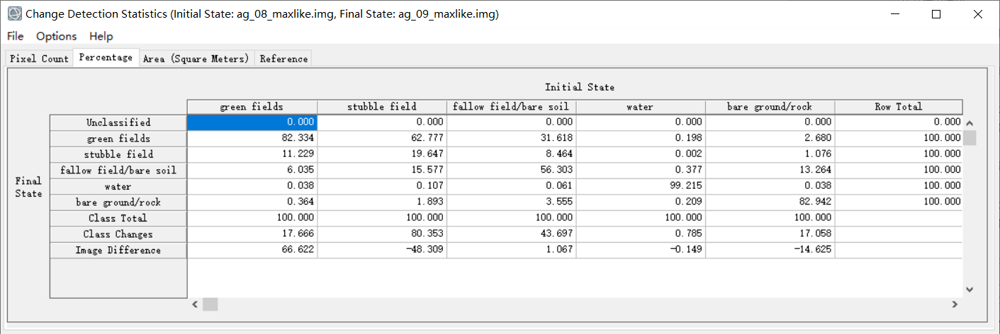 Change Detection Statistics (Initial State: ag_08_maxlike.img, Final State: ag_09_maxlike.img)
File Options Help
Pixel Count Percentage Area (Square Meters) Reference
Initial State
green fields stubble field fallow field/bare soil water bare ground/rock Row Total
Unclassified 0.000 0.000 0.000 0.000 0.000 0.000
green fields 82.334 62.777 31.618 0.198 2.680 100.000
stubble field 11.229 19.647 8.464 0.002 1.076 100.000
fallow field/bare soil 6.035 15.577 56.303 0.377 13.264 100.000
Final
State
water 0.038 0.107 0.061 99.215 0.038 100.000
bare ground/rock 0.364 1.893 3.555 0.209 82.942 100.000
Class Total 100.000 100.000 100.000 100.000 100.000
Class Changes 17.666 80.353 43.697 0.785 17.058
Image Difference 66.622 -48.309 1.067 -0.149 -14.625